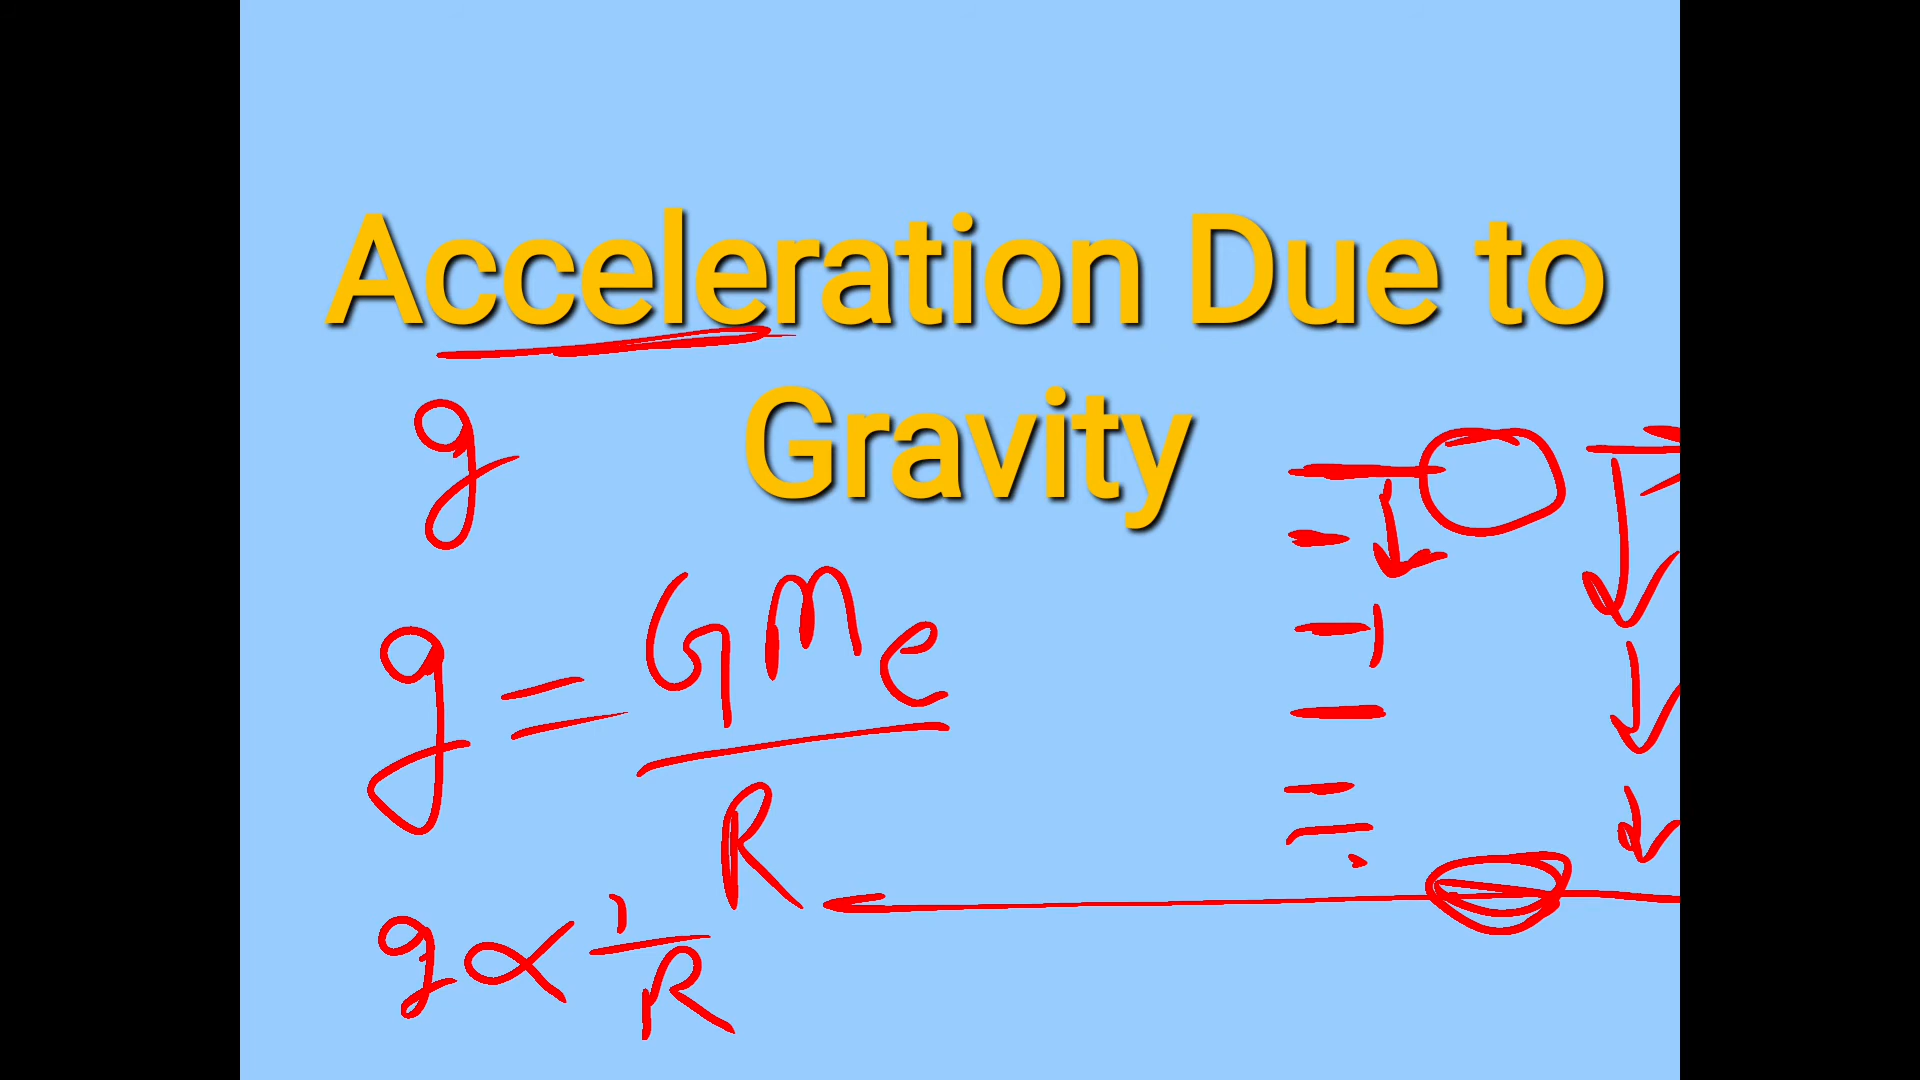 Acceleration Due to
Gravity
g
g = GMe / R
g ∝ 1 / R